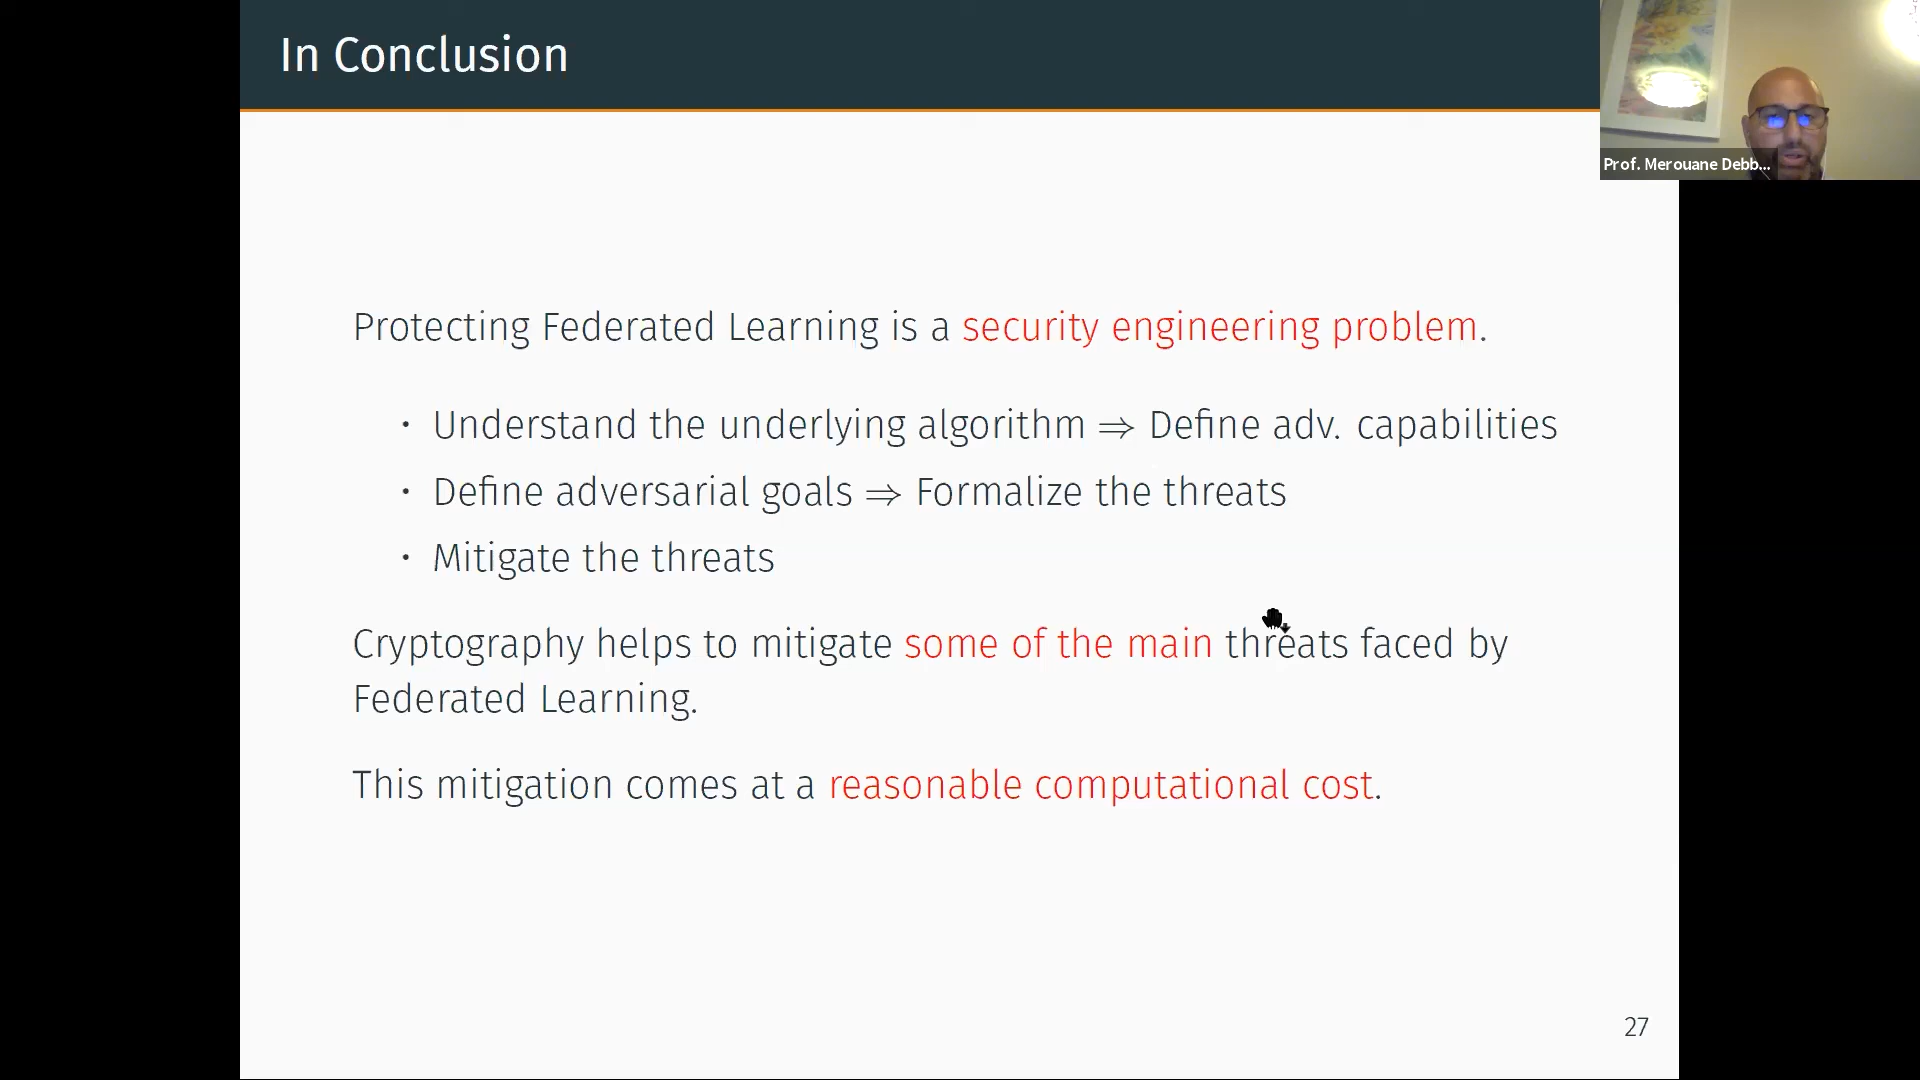 In Conclusion
Prof. Merouane Debb...
Protecting Federated Learning is a security engineering problem.
• Understand the underlying algorithm ⇒ Define adv. capabilities
• Define adversarial goals ⇒ Formalize the threats
• Mitigate the threats
Cryptography helps to mitigate some of the main threats faced by
Federated Learning.
This mitigation comes at a reasonable computational cost.
27